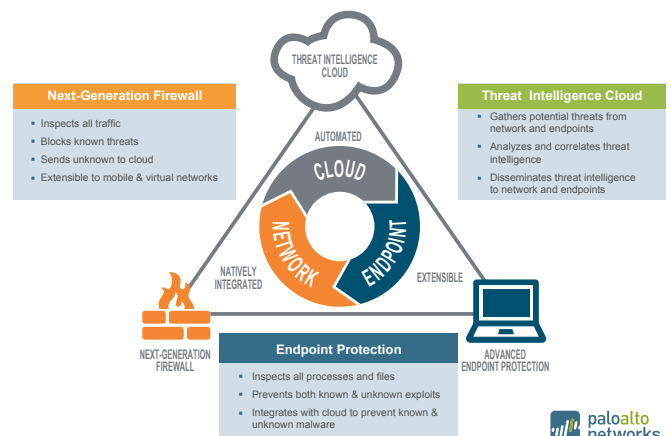 THREAT INTELLIGENCE
CLOUD
Next-Generation Firewall
Inspects all traffic
Blocks known threats
Sends unknown to cloud
Extensible to mobile & virtual networks
Threat Intelligence Cloud
Gathers potential threats from
network and endpoints
Analyzes and correlates threat
intelligence
Disseminates threat intelligence
to network and endpoints
AUTOMATED
CLOUD
NETWORK
ENDPOINT
NATIVELY
INTEGRATED
EXTENSIBLE
NEXT-GENERATION
FIREWALL
ADVANCED
ENDPOINT PROTECTION
Endpoint Protection
Inspects all processes and files
Prevents both known & unknown exploits
Integrates with cloud to prevent known &
unknown malware
paloalto
networks